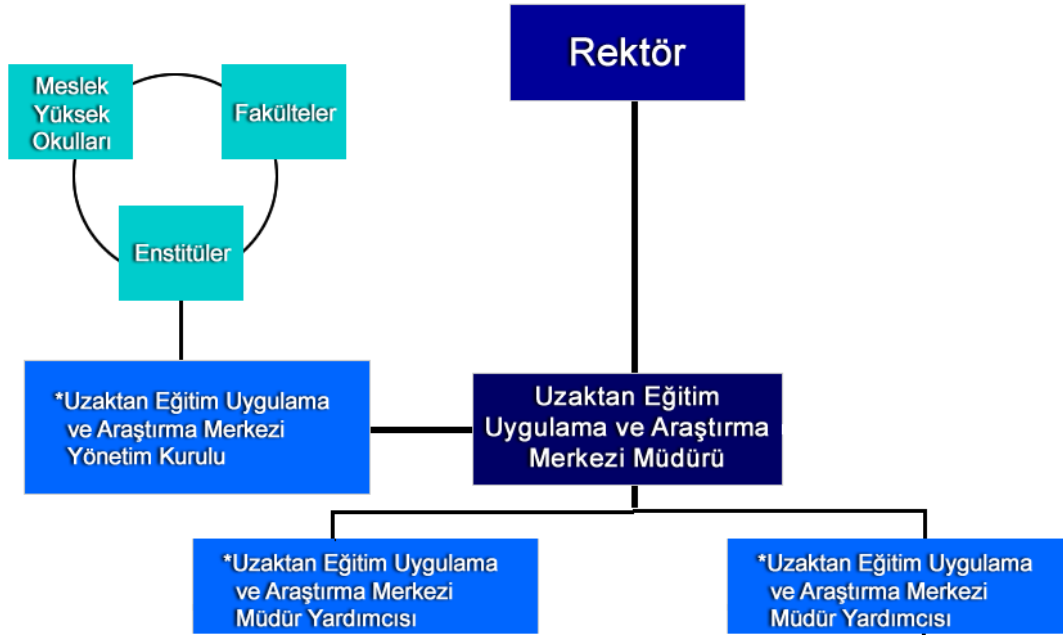 Rektör
Meslek
Yüksek
Okulları
Fakülteler
Enstitüler
*Uzaktan Eğitim Uygulama
ve Araştırma Merkezi
Yönetim Kurulu
Uzaktan Eğitim
Uygulama ve Araştırma
Merkezi Müdürü
*Uzaktan Eğitim Uygulama
ve Araştırma Merkezi
Müdür Yardımcısı
*Uzaktan Eğitim Uygulama
ve Araştırma Merkezi
Müdür Yardımcısı